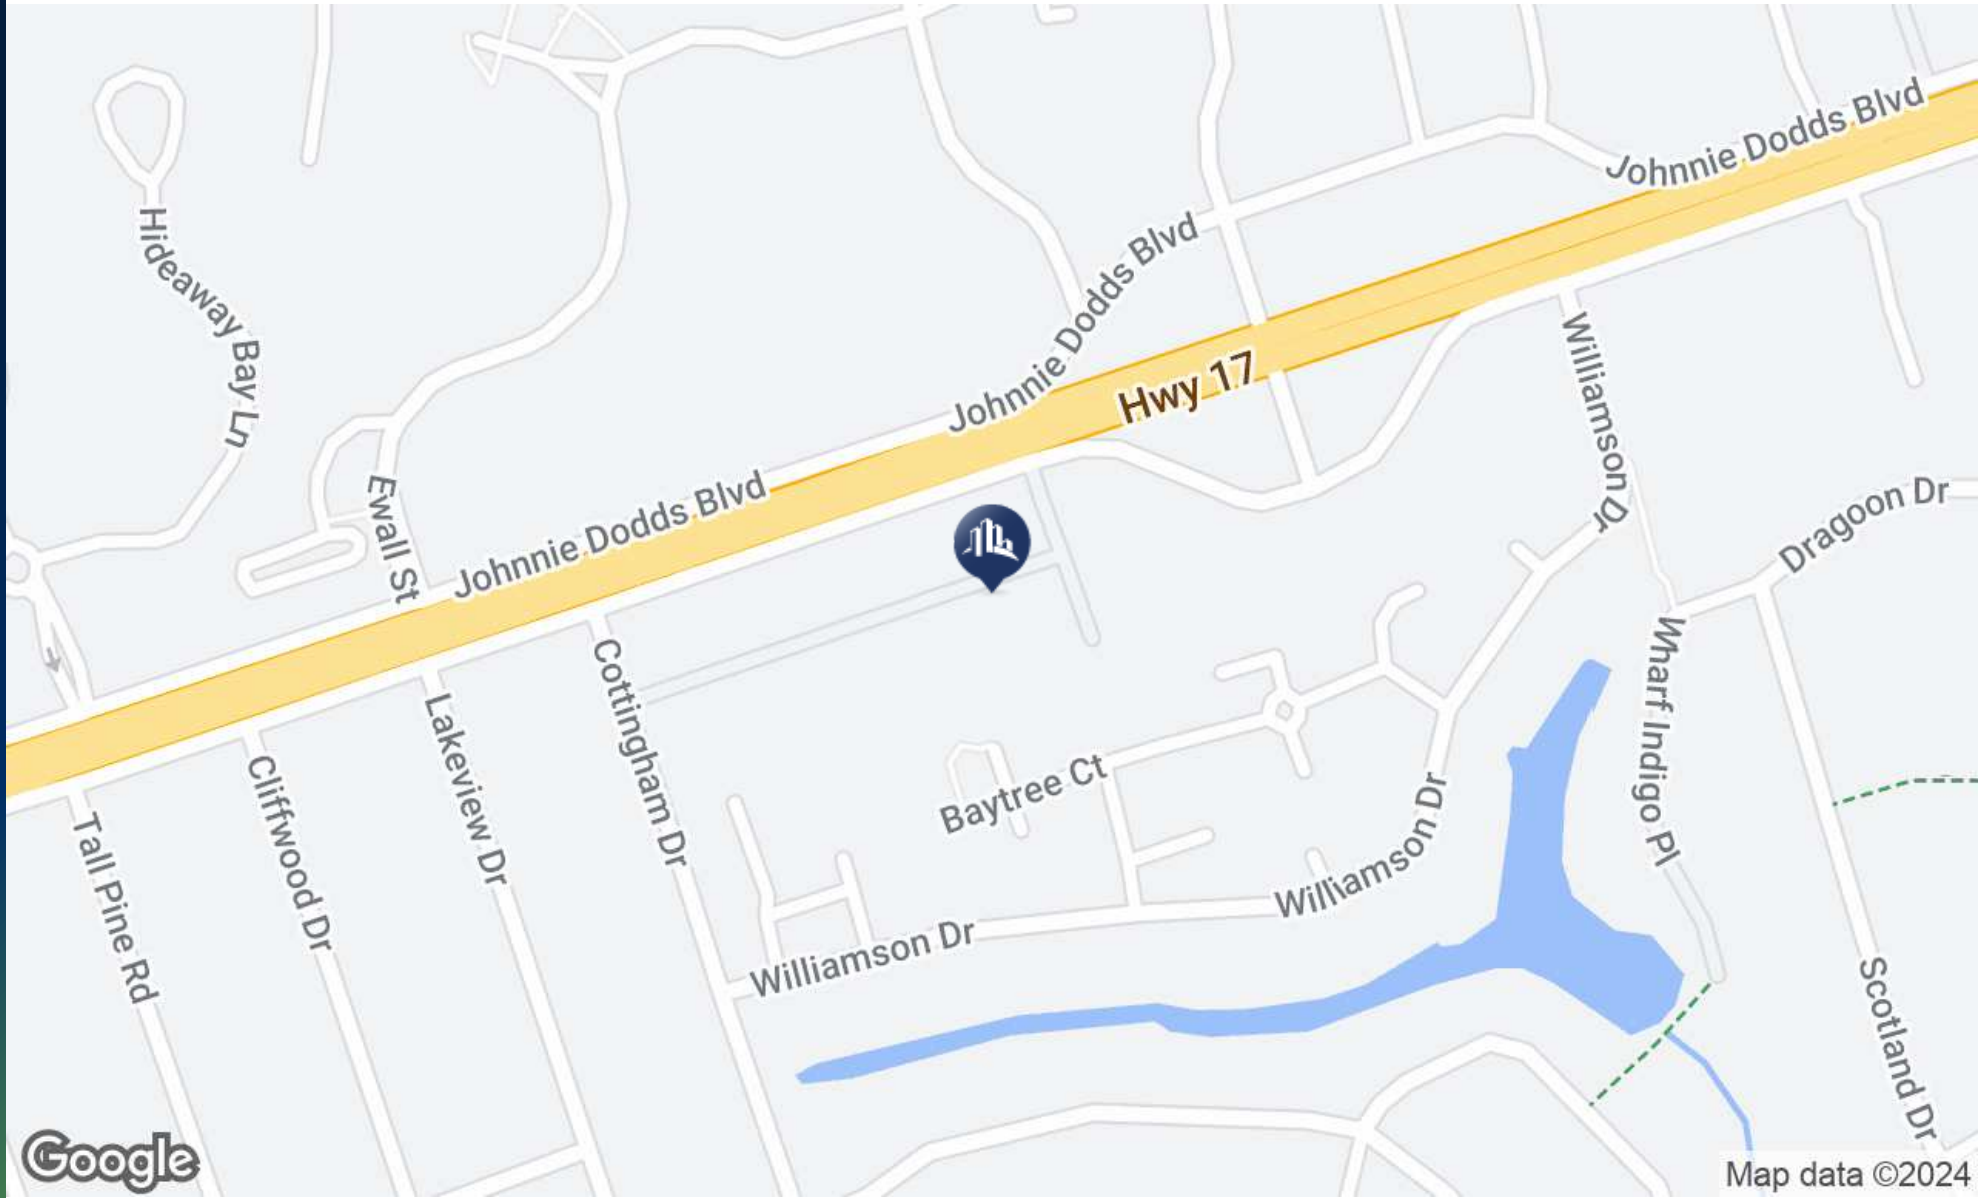 Johnnie Dodds Blvd
Johnnie Dodds Blvd
Hideaway Bay Ln
Johnnie Dodds Blvd
Hwy 17
Williamson Dr
Ewall St
Johnnie Dodds Blvd
Dragoon Dr
Wharf Indigo Pl
Cottingham Dr
Lakeview Dr
Cliffwood Dr
Tall Pine Rd
Baytree Ct
Williamson Dr
Williamson Dr
Scotland Dr
Google
Map data ©2024